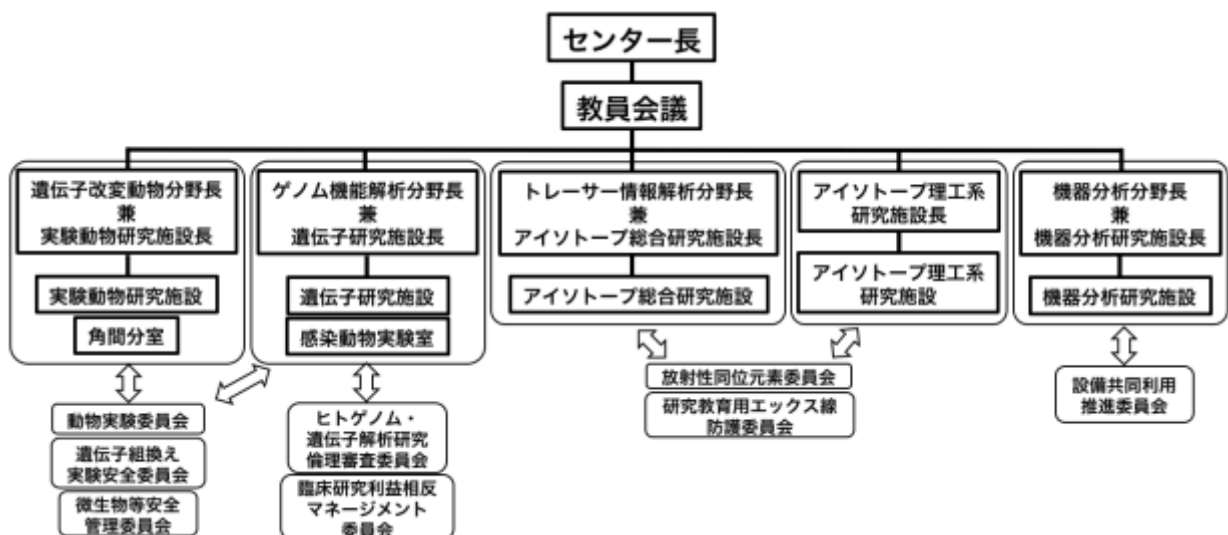 センター長
教員会議
遺伝子改変動物分野長
兼
実験動物研究施設長
実験動物研究施設
角間分室
ゲノム機能解析分野長
兼
遺伝子研究施設長
遺伝子研究施設
感染動物実験室
トレーサー情報解析分野長
兼
アイソトープ総合研究施設長
アイソトープ総合研究施設
アイソトープ理工系
研究施設長
アイソトープ理工系
研究施設
機器分析分野長
兼
機器分析研究施設長
機器分析研究施設
動物実験委員会
遺伝子組換え
実験安全委員会
微生物等安全
管理委員会
ヒトゲノム・
遺伝子解析研究
倫理審査委員会
臨床研究利益相反
マネージメント
委員会
放射性同位元素委員会
研究教育用エックス線
防護委員会
設備共同利用
推進委員会